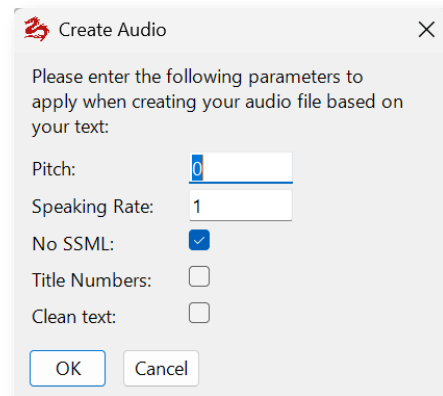 Create Audio
Please enter the following parameters to
apply when creating your audio file based on
your text:
Pitch: 0
Speaking Rate: 1
No SSML:
Title Numbers:
Clean text:
OK Cancel